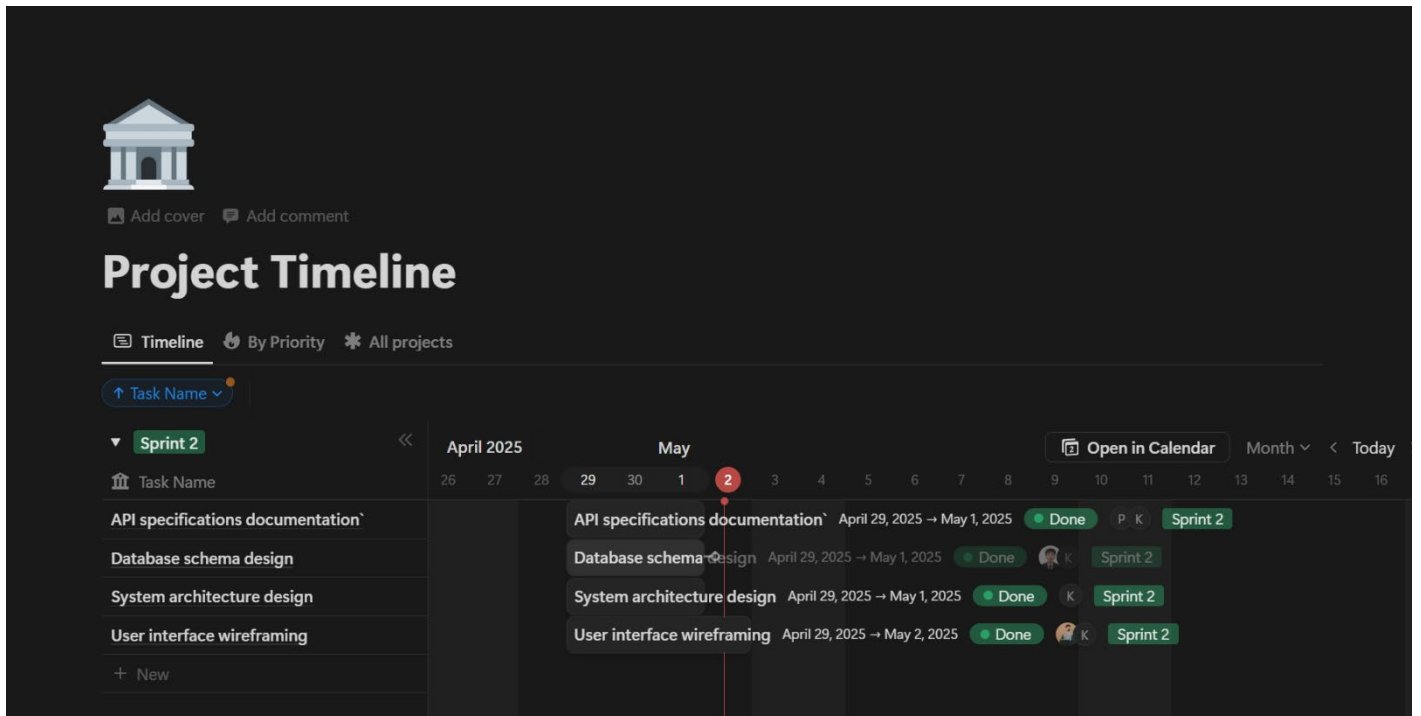 Add cover Add comment
Project Timeline
Timeline By Priority All projects
↑ Task Name
Sprint 2
April 2025 May Open in Calendar Month Today
Task Name
26 27 28 29 30 1 2 3 4 5 6 7 8 9 10 11 12 13 14 15 16
API specifications documentation` API specifications documentation` April 29, 2025 → May 1, 2025 Done P K Sprint 2
Database schema design Database schema design April 29, 2025 → May 1, 2025 Done K Sprint 2
System architecture design System architecture design April 29, 2025 → May 1, 2025 Done K Sprint 2
User interface wireframing User interface wireframing April 29, 2025 → May 2, 2025 Done K Sprint 2
+ New